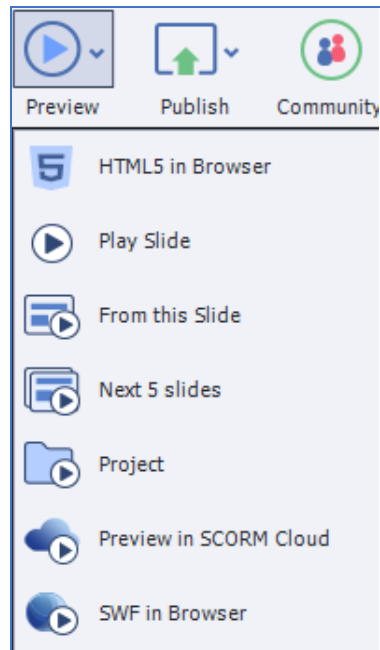 Preview Publish Community
HTML5 in Browser
Play Slide
From this Slide
Next 5 slides
Project
Preview in SCORM Cloud
SWF in Browser